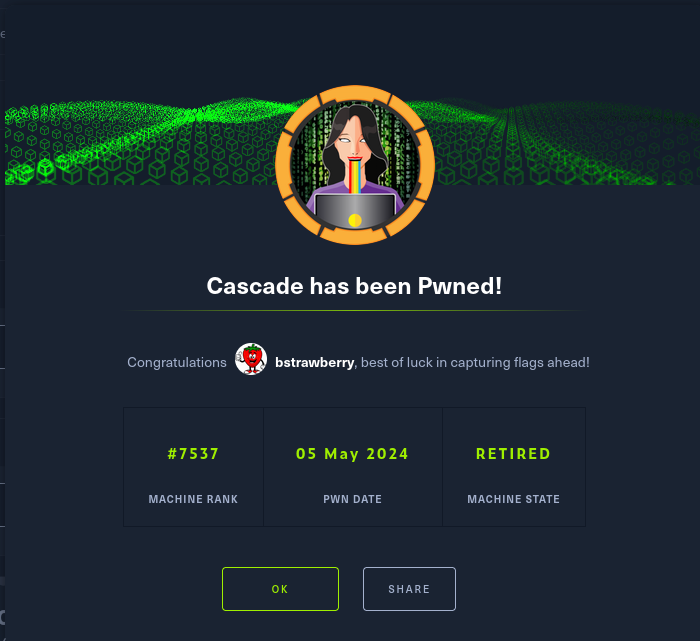 Cascade has been Pwned!
Congratulations bstrawberry, best of luck in capturing flags ahead!
#7537 05 May 2024 RETIRED
MACHINE RANK PWN DATE MACHINE STATE
OK SHARE